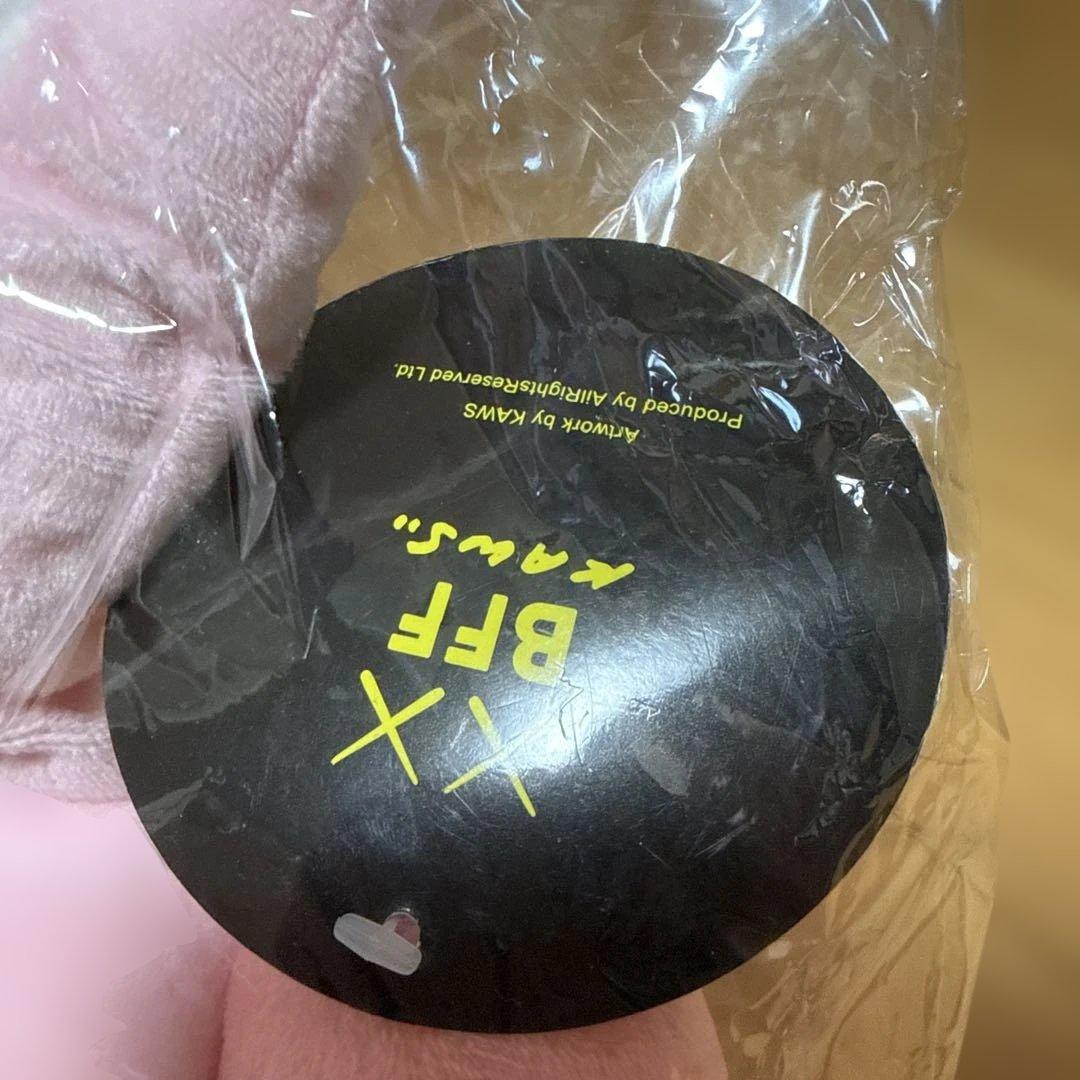 XX
BFF
KAWS..
Artwork by KAWS
Produced by AllRightsReserved Ltd.